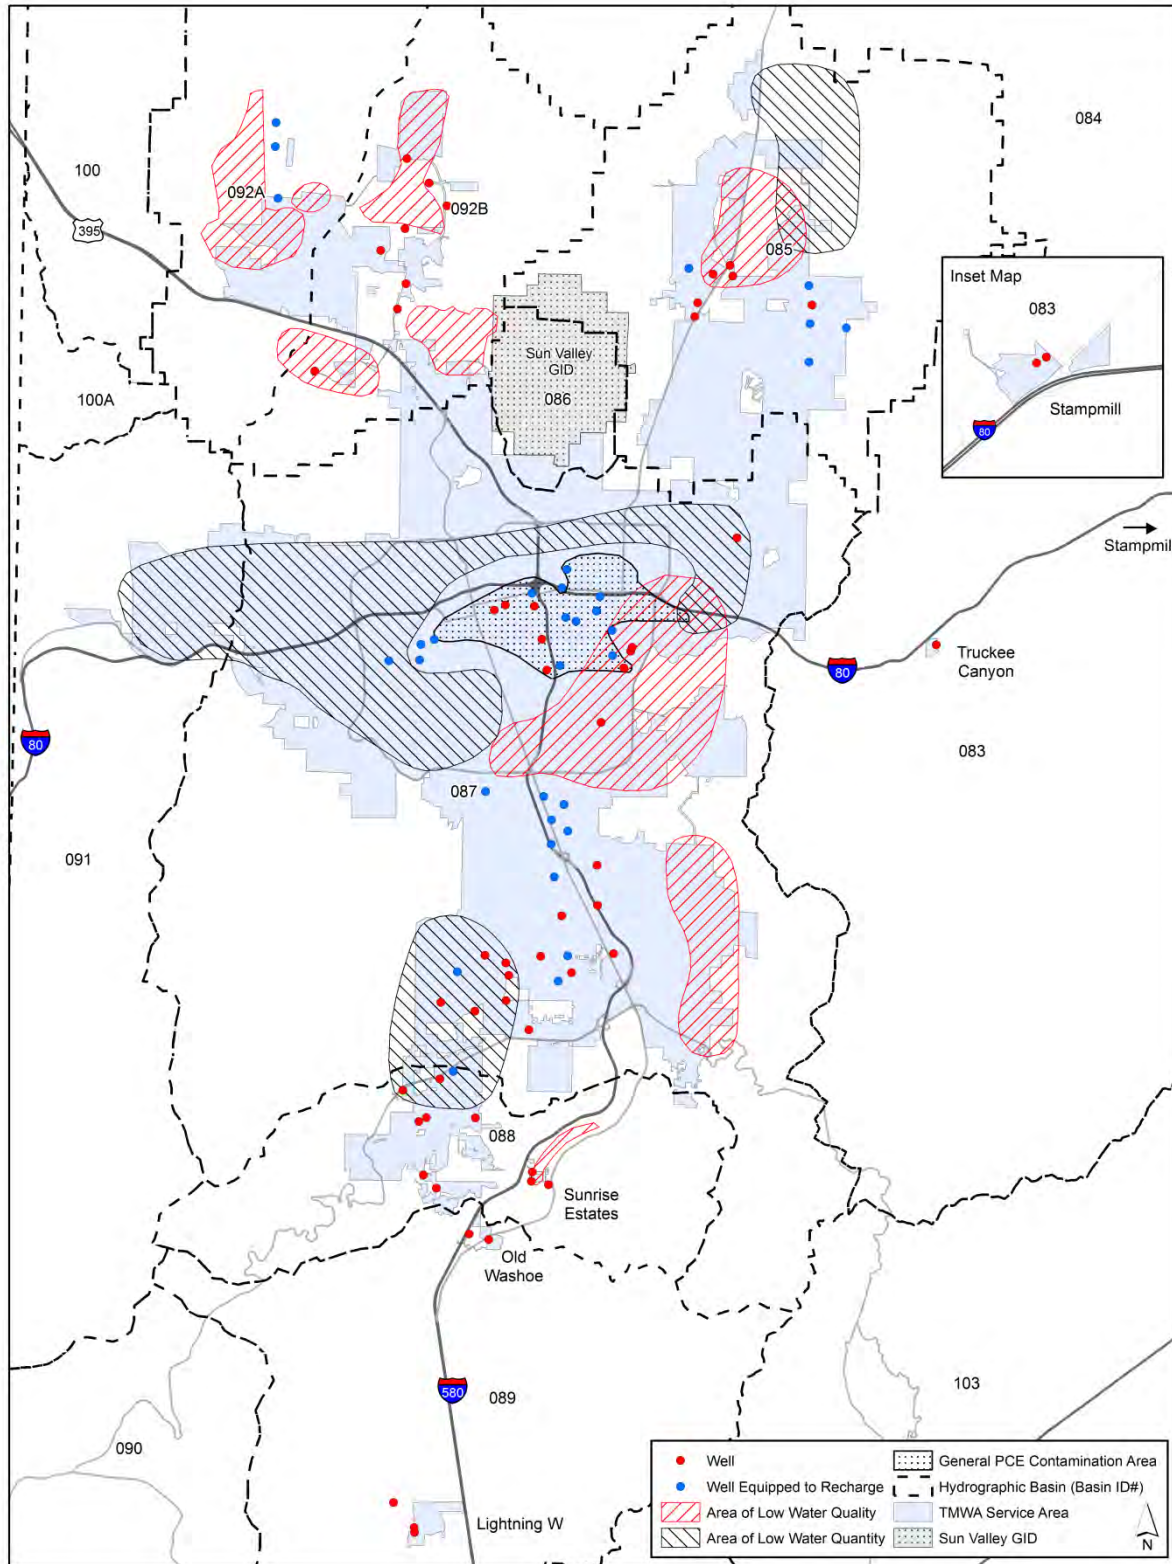 084
100
092A
092B
395
085
Inset Map
083
Sun Valley
GID
086
100A
Stampmill
80
Stampmil
Truckee
Canyon
80
80
083
087
091
088
Sunrise
Estates
Old
Washoe
580
089
103
090
Lightning W
Well
Well Equipped to Recharge
Area of Low Water Quality
Area of Low Water Quantity
General PCE Contamination Area
Hydrographic Basin (Basin ID#)
TMWA Service Area
Sun Valley GID
N